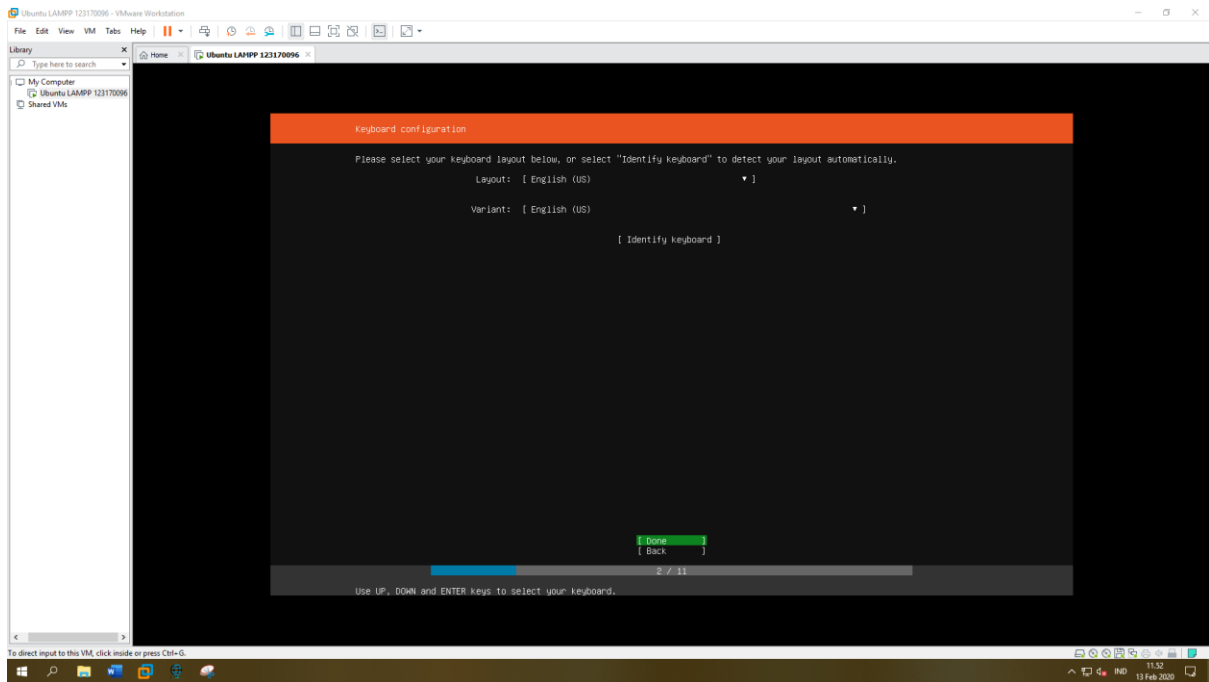 Ubuntu LAMPP 123170096 - VMware Workstation
File Edit View VM Tabs Help
Library
Home
Ubuntu LAMPP 123170096
Type here to search
My Computer
Ubuntu LAMPP 123170096
Shared VMs
Keyboard configuration
Please select your keyboard layout below, or select "Identify keyboard" to detect your layout automatically.
Layout: [ English (US) ▾ ]
Variant: [ English (US) ▾ ]
[ Identify keyboard ]
[ Done ]
[ Back ]
2 / 11
Use UP, DOWN and ENTER keys to select your keyboard.
To direct input to this VM, click inside or press Ctrl+G.
IND
11.52
13 Feb 2020